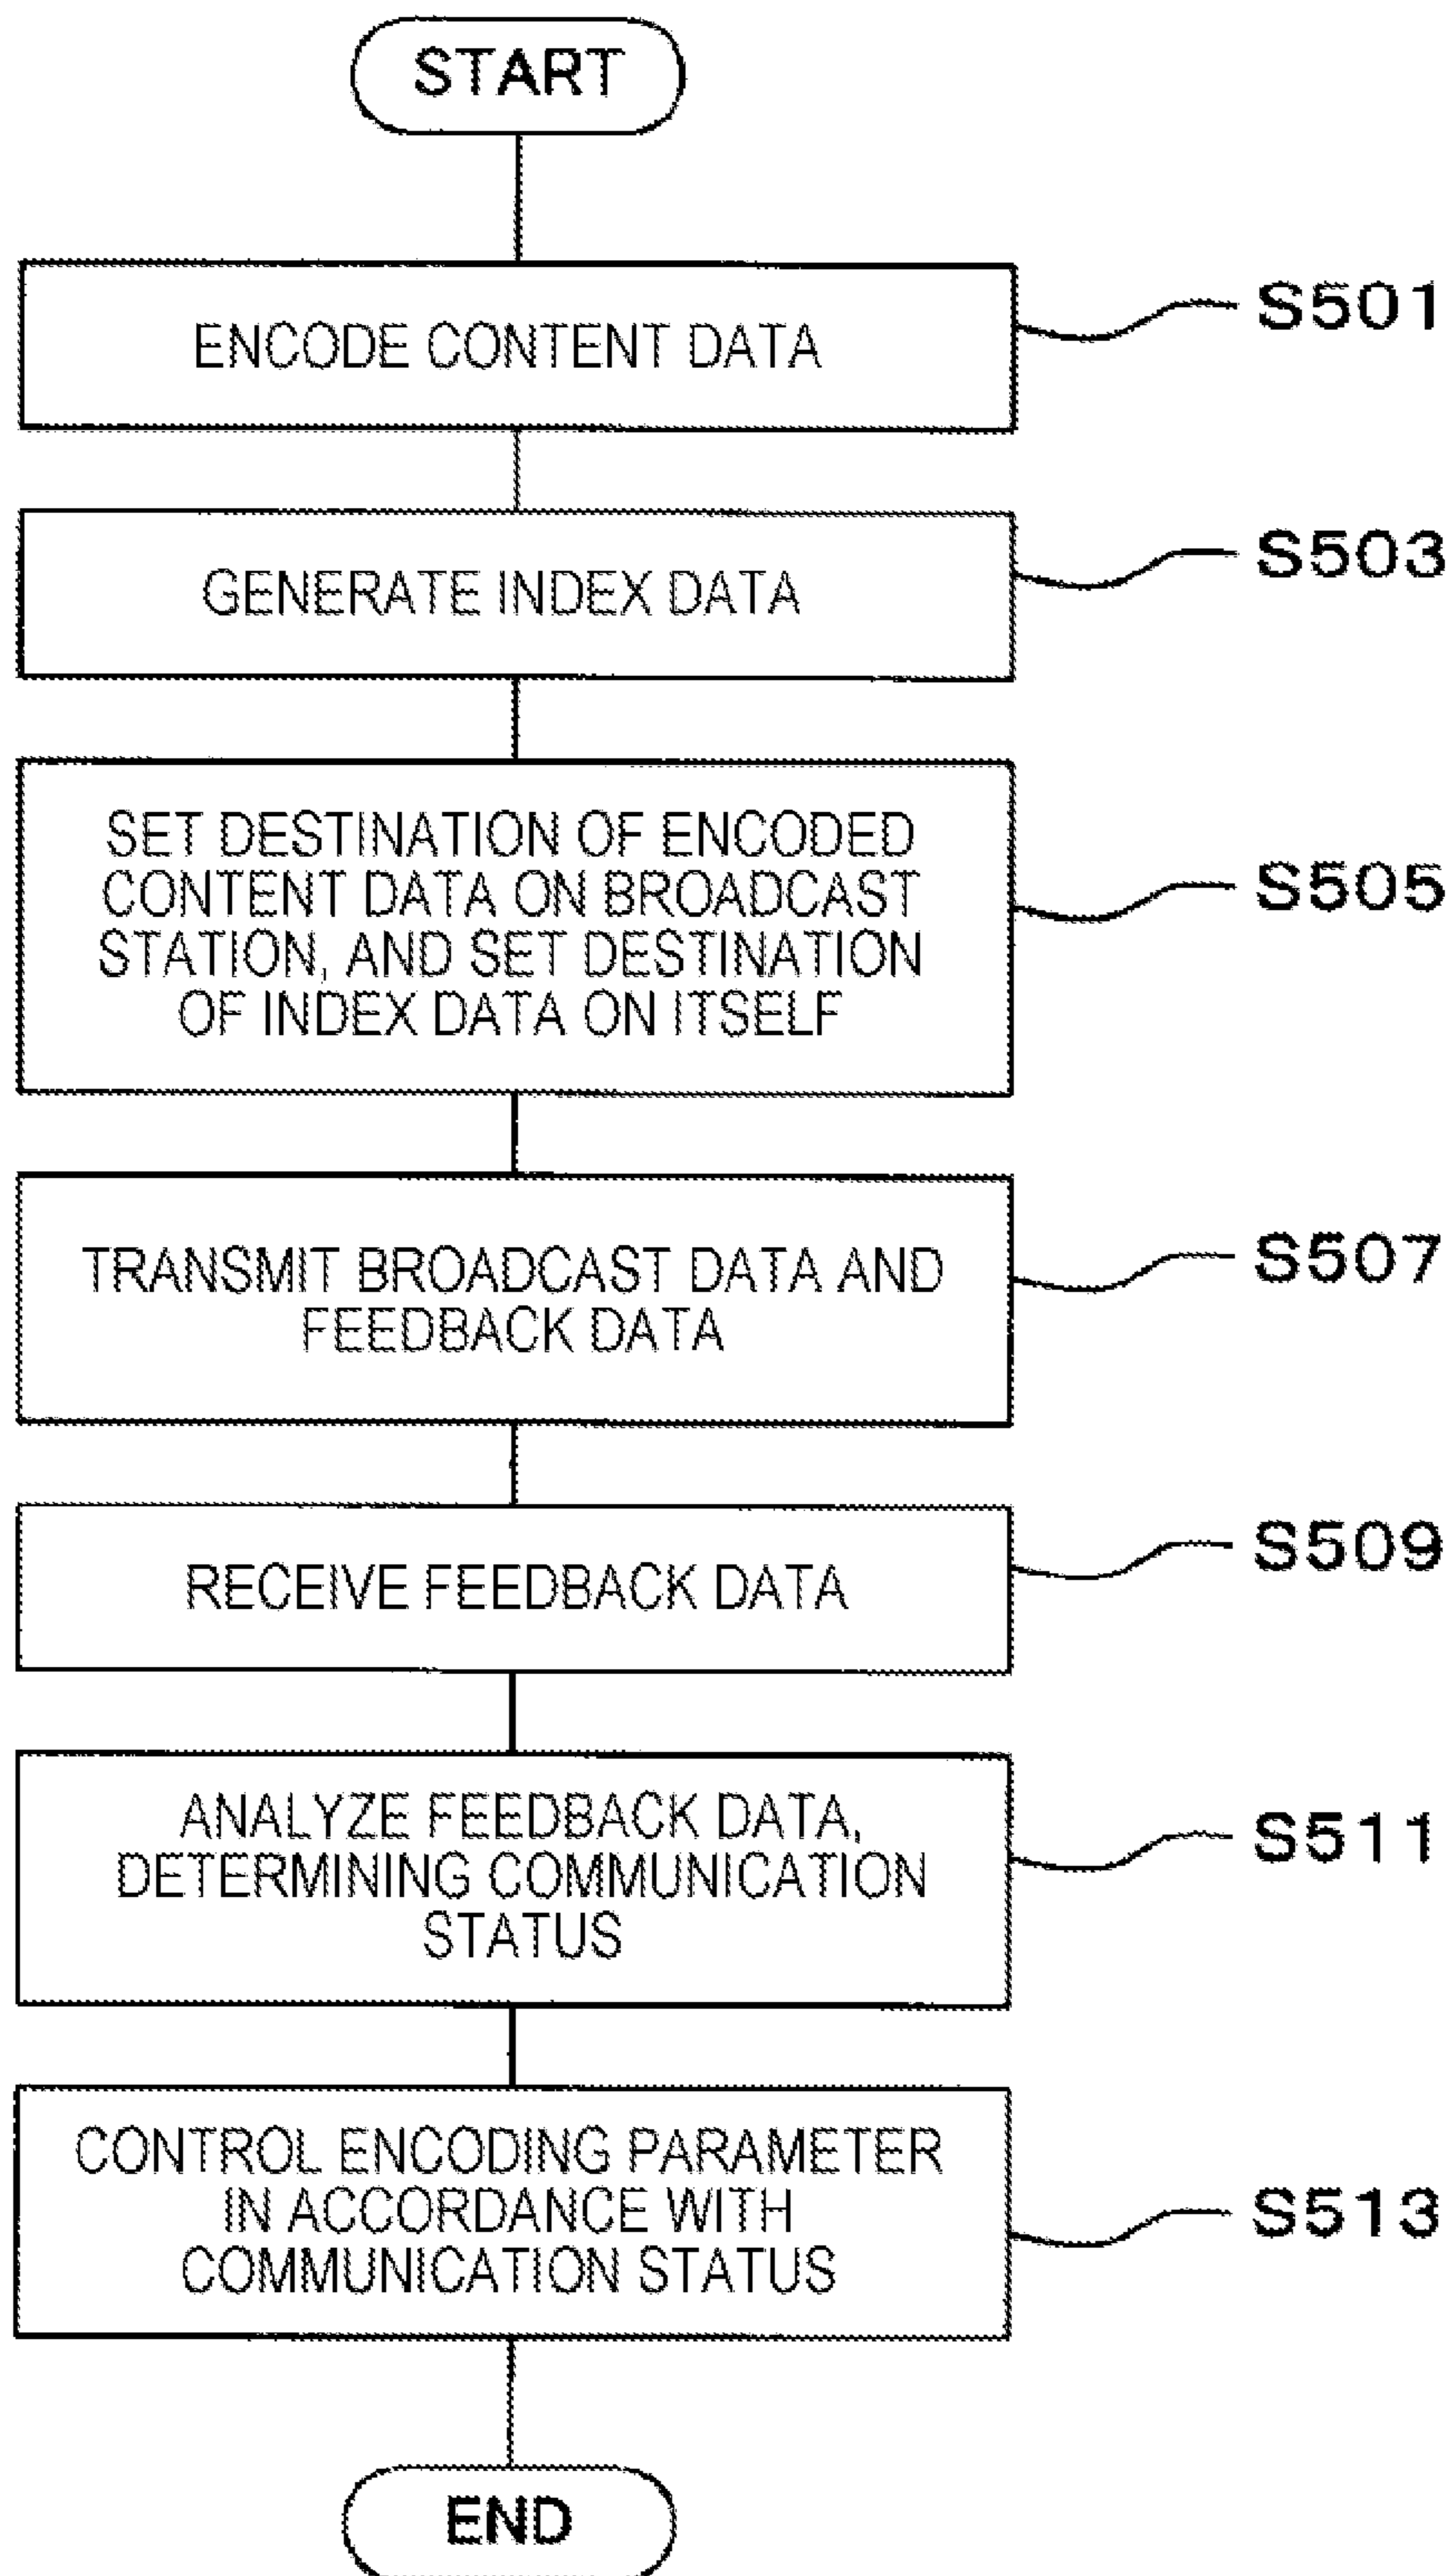 START
ENCODE CONTENT DATA
S501
GENERATE INDEX DATA
S503
SET DESTINATION OF ENCODED
CONTENT DATA ON BROADCAST
STATION, AND SET DESTINATION
OF INDEX DATA ON ITSELF
S505
TRANSMIT BROADCAST DATA AND
FEEDBACK DATA
S507
RECEIVE FEEDBACK DATA
S509
ANALYZE FEEDBACK DATA,
DETERMINING COMMUNICATION
STATUS
S511
CONTROL ENCODING PARAMETER
IN ACCORDANCE WITH
COMMUNICATION STATUS
S513
END